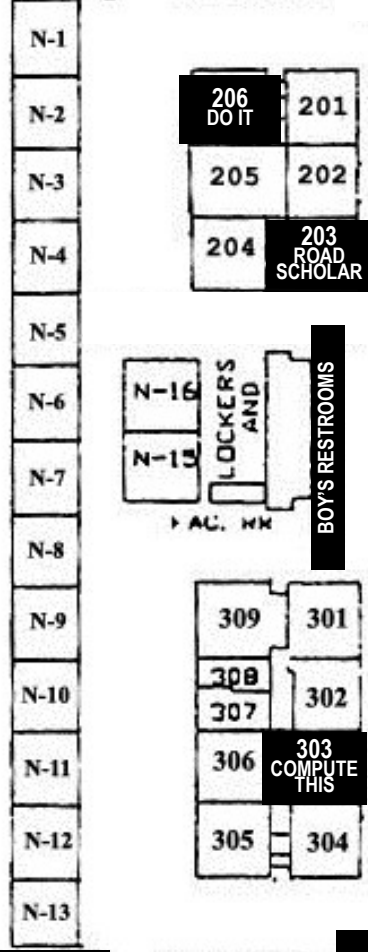 N-1
N-2
N-3
N-4
N-5
N-6
N-7
N-8
N-9
N-10
N-11
N-12
N-13
206
DO IT
201
205
202
204
203
ROAD
SCHOLAR
N-16
N-15
LOCKERS
AND
BOY'S RESTROOMS
FAC. RR
309
301
308
307
302
306
303
COMPUTE
THIS
305
304